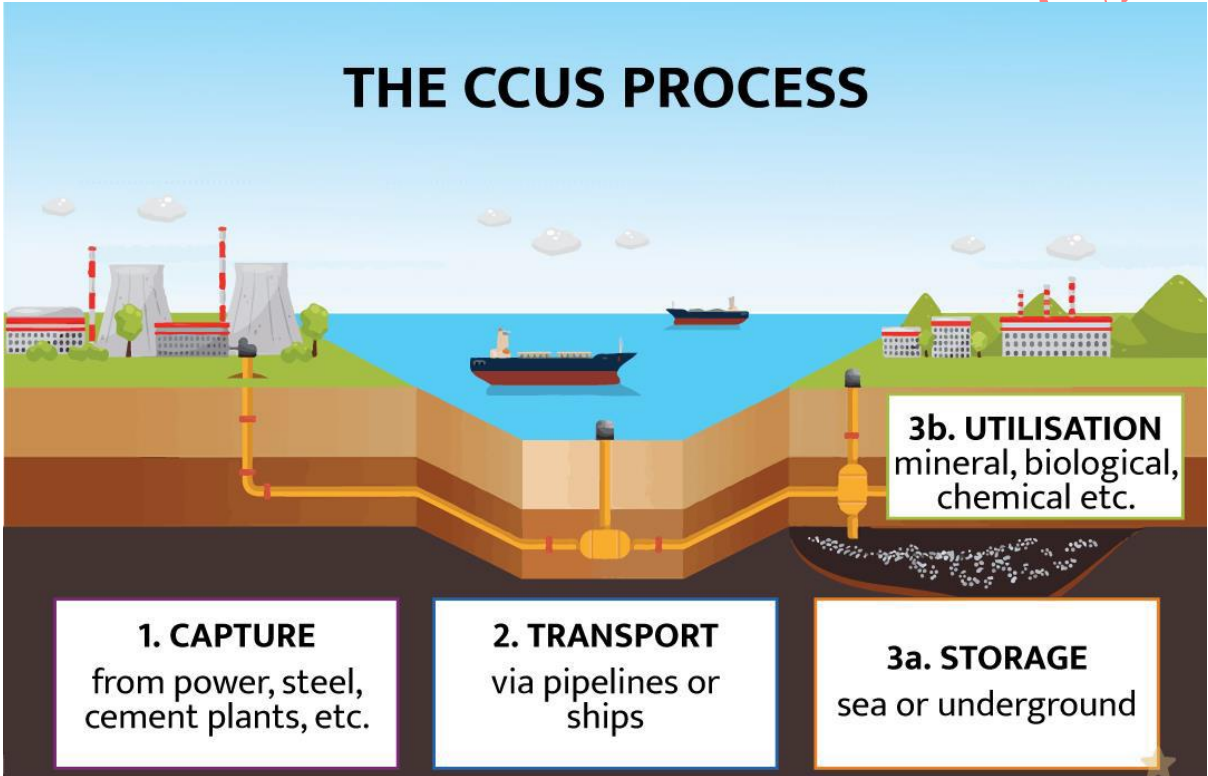 THE CCUS PROCESS
3b. UTILISATION
mineral, biological,
chemical etc.
1. CAPTURE
from power, steel,
cement plants, etc.
2. TRANSPORT
via pipelines or
ships
3a. STORAGE
sea or underground